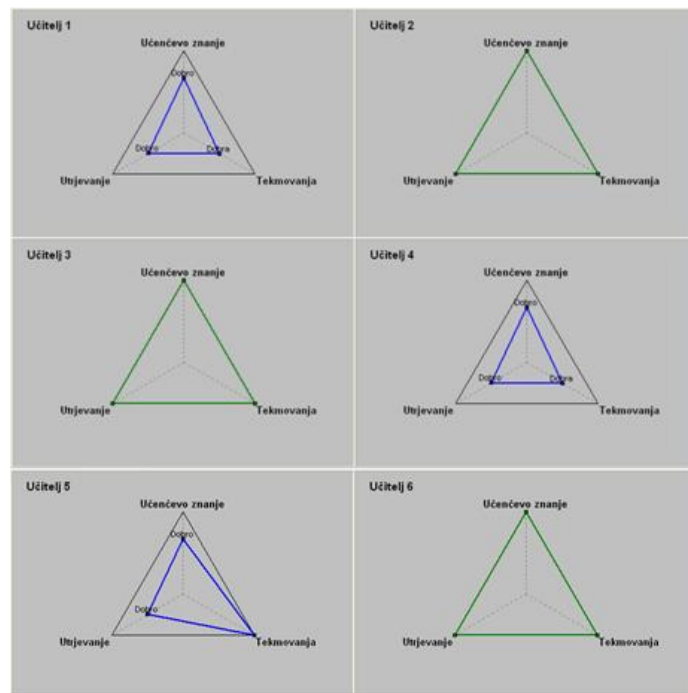 Učitelj 1
Učenčevo znanje
Dobro
Dobro
Dobra
Utrjevanje
Tekmovanja
Učitelj 2
Učenčevo znanje
Utrjevanje
Tekmovanja
Učitelj 3
Učenčevo znanje
Utrjevanje
Tekmovanja
Učitelj 4
Učenčevo znanje
Dobro
Dobro
Dobra
Utrjevanje
Tekmovanja
Učitelj 5
Učenčevo znanje
Dobro
Dobro
Utrjevanje
Tekmovanja
Učitelj 6
Učenčevo znanje
Utrjevanje
Tekmovanja